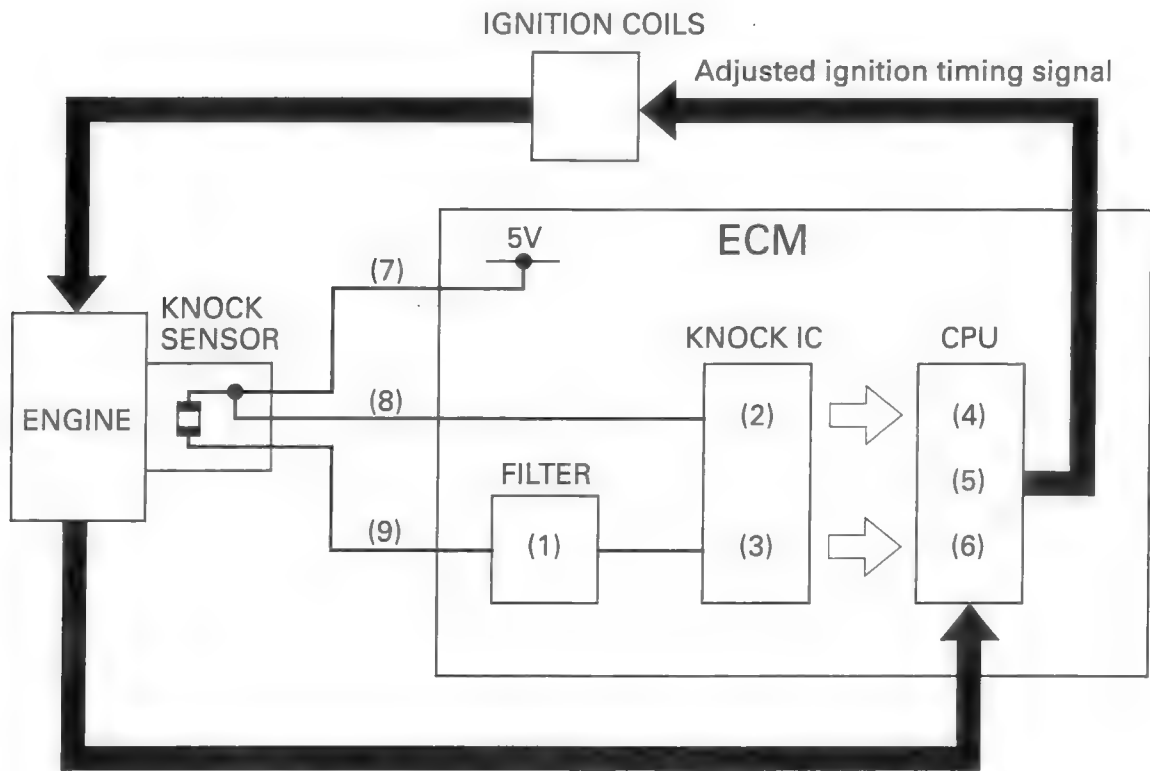 IGNITION COILS
Adjusted ignition timing signal
5V
ECM
(7)
KNOCK
SENSOR
KNOCK IC
CPU
ENGINE
(8)
(2)
(4)
FILTER
(5)
(9)
(1)
(3)
(6)